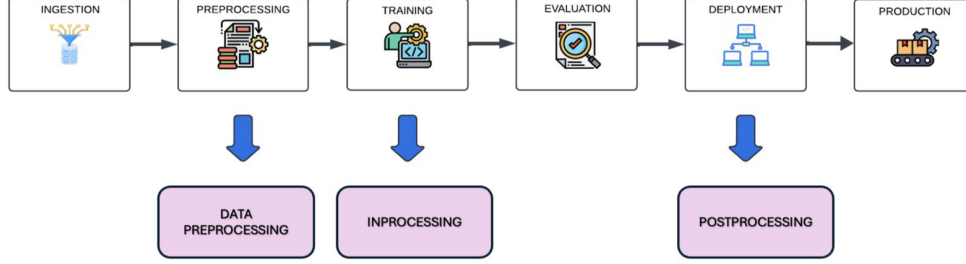 INGESTION
PREPROCESSING
TRAINING
EVALUATION
DEPLOYMENT
PRODUCTION
</>
DATA
PREPROCESSING
INPROCESSING
POSTPROCESSING